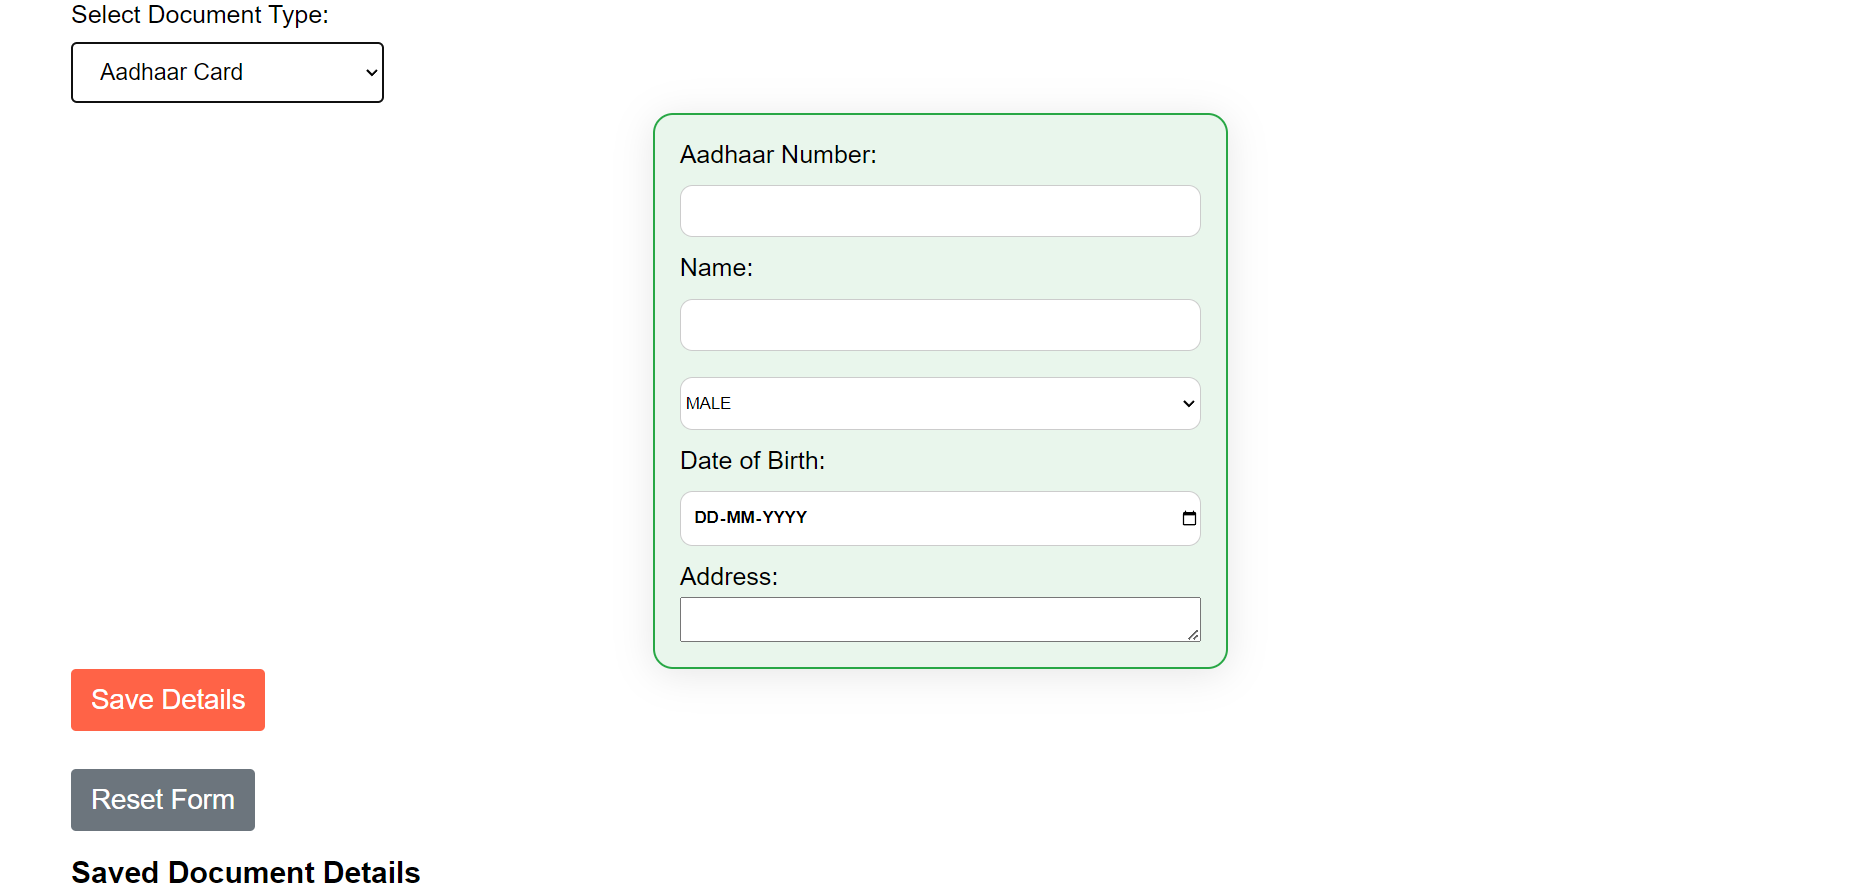 Select Document Type:
Aadhaar Card
Aadhaar Number:
Name:
MALE
Date of Birth:
DD-MM-YYYY
Address:
Save Details
Reset Form
Saved Document Details